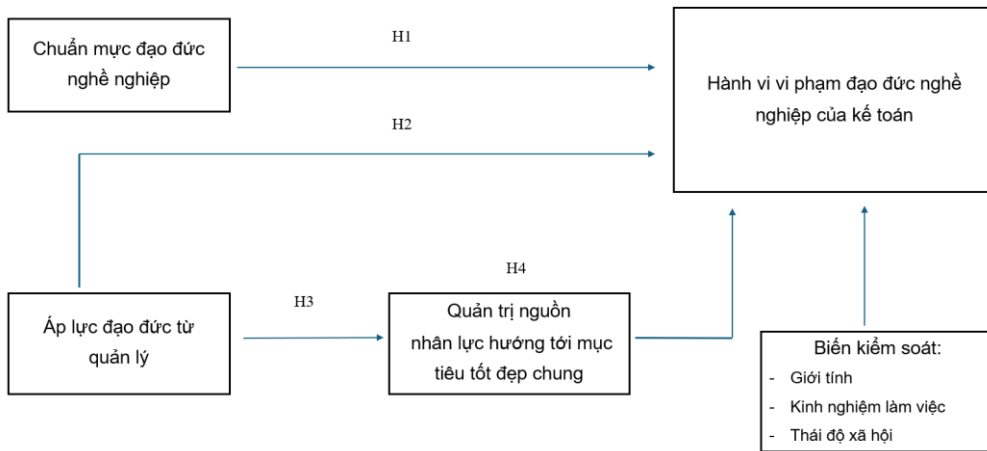 Chuẩn mực đạo đức
nghề nghiệp
H1
Hành vi vi phạm đạo đức nghề
nghiệp của kế toán
H2
Áp lực đạo đức từ
quản lý
H3
H4
Quản trị nguồn
nhân lực hướng tới mục
tiêu tốt đẹp chung
Biến kiểm soát:
- Giới tính
- Kinh nghiệm làm việc
- Thái độ xã hội